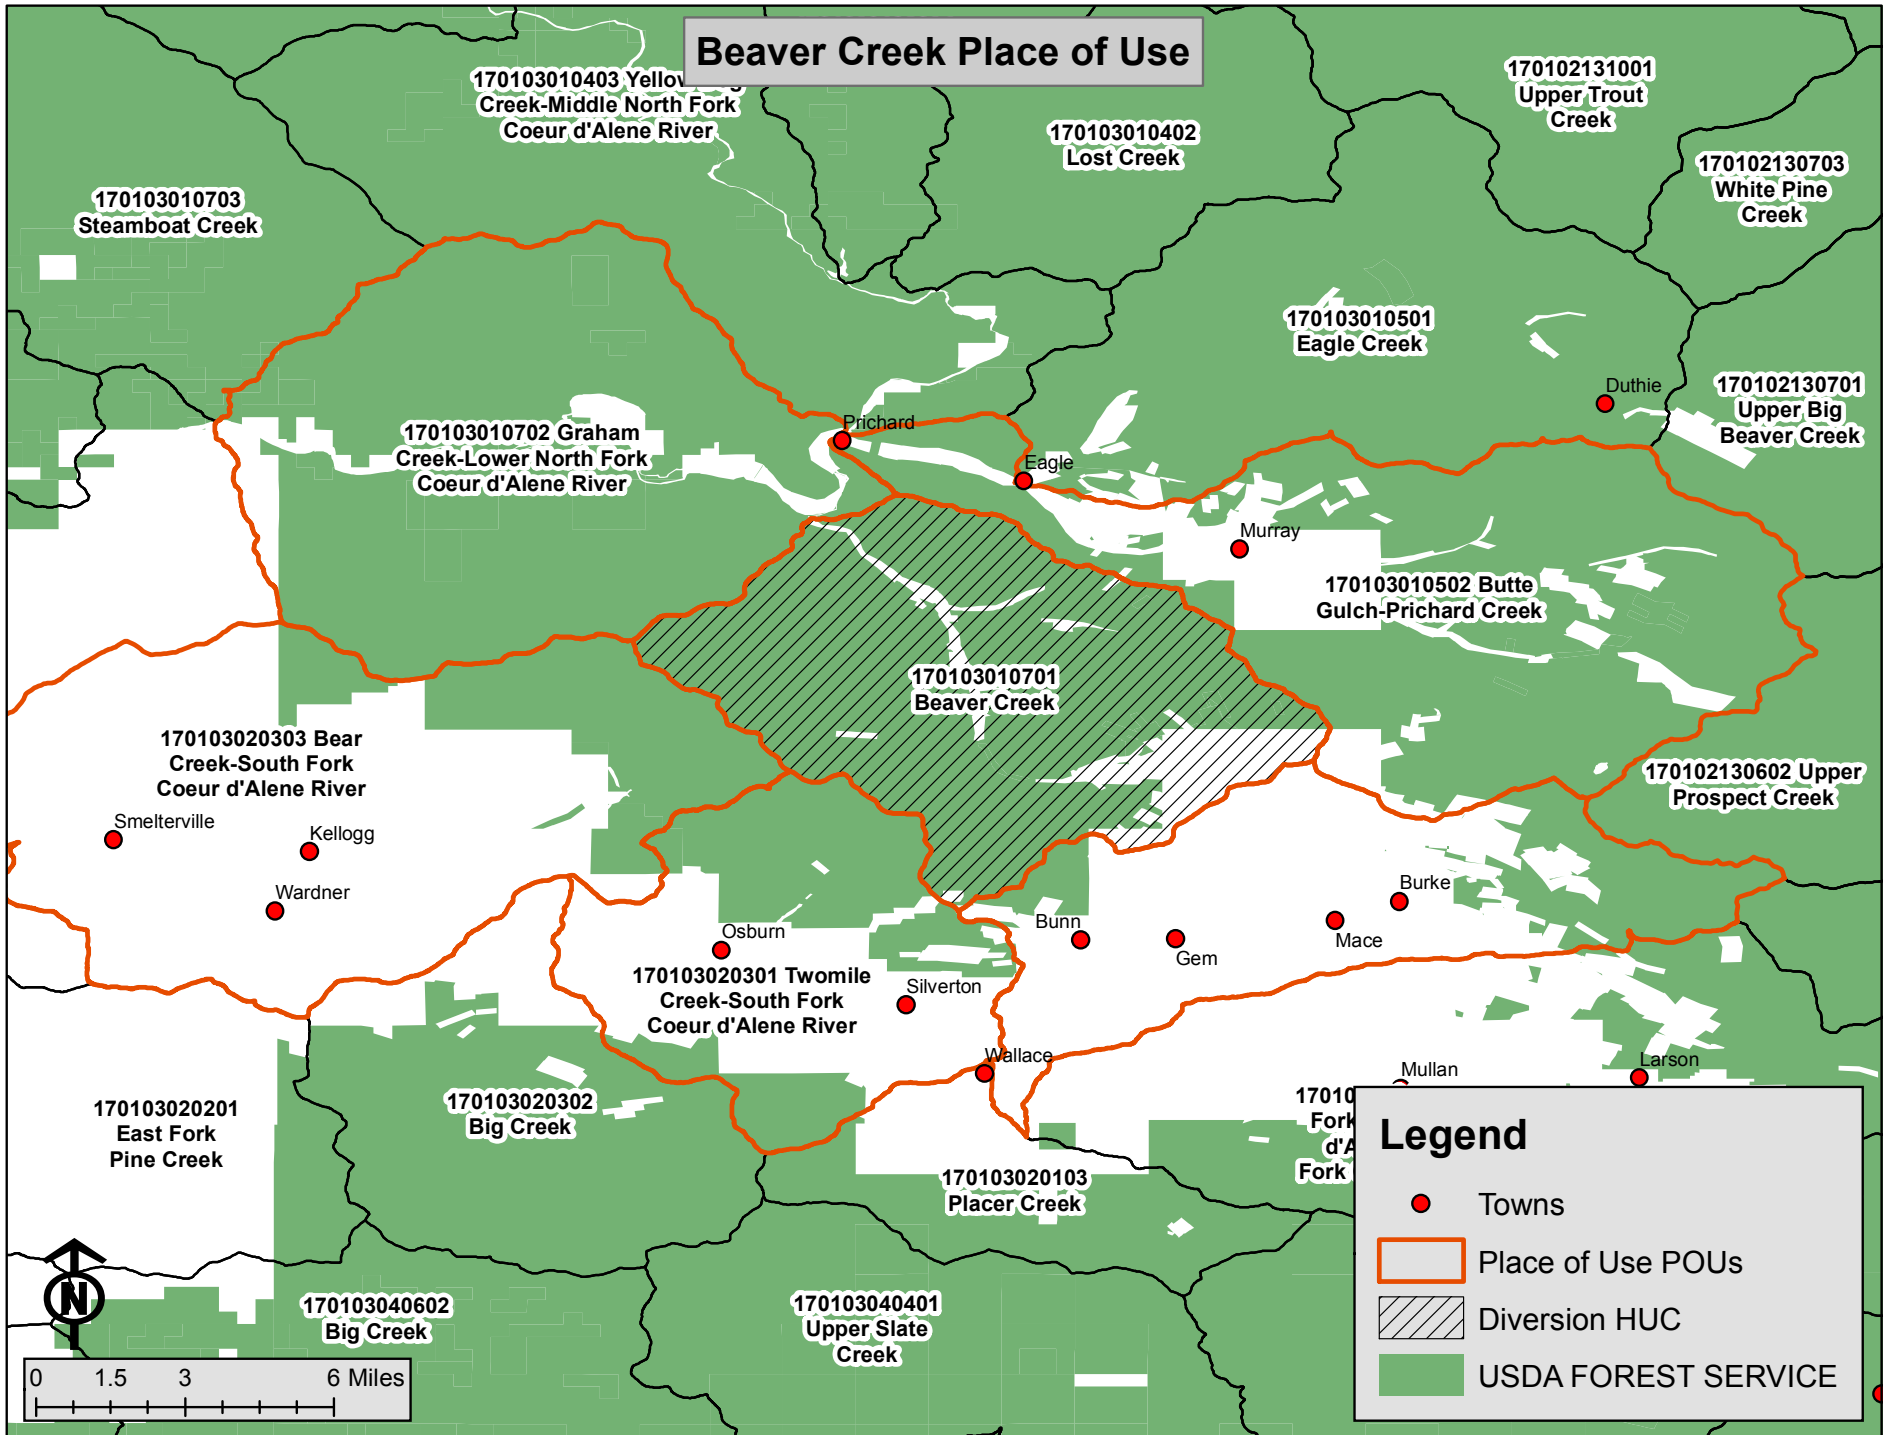 Beaver Creek Place of Use
170103010403
Creek-Middle North Fork
Coeur d'Alene River
170103010402
Lost Creek
170102131001
Upper Trout
Creek
170102130703
White Pine
Creek
170103010703
Steamboat Creek
170103010501
Eagle Creek
Duthie
170102130701
Upper Big
Beaver Creek
170103010702 Graham
Creek-Lower North Fork
Coeur d'Alene River
Prichard
Eagle
Murray
170103010502 Butte
Gulch-Prichard Creek
170103010701
Beaver Creek
170103020303 Bear
Creek-South Fork
Coeur d'Alene River
170102130602 Upper
Prospect Creek
Smelterville
Kellogg
Wardner
Burke
Bunn
Mace
Gem
Osburn
170103020301 Twomile
Creek-South Fork
Coeur d'Alene River
Silverton
Wallace
Mullan
Larson
170103020201
East Fork
Pine Creek
170103020302
Big Creek
170103020103
Placer Creek
Fork
Fork
170103040602
Big Creek
170103040401
Upper Slate
Creek
N
0 1.5 3 6 Miles
Legend
Towns
Place of Use POUs
Diversion HUC
USDA FOREST SERVICE